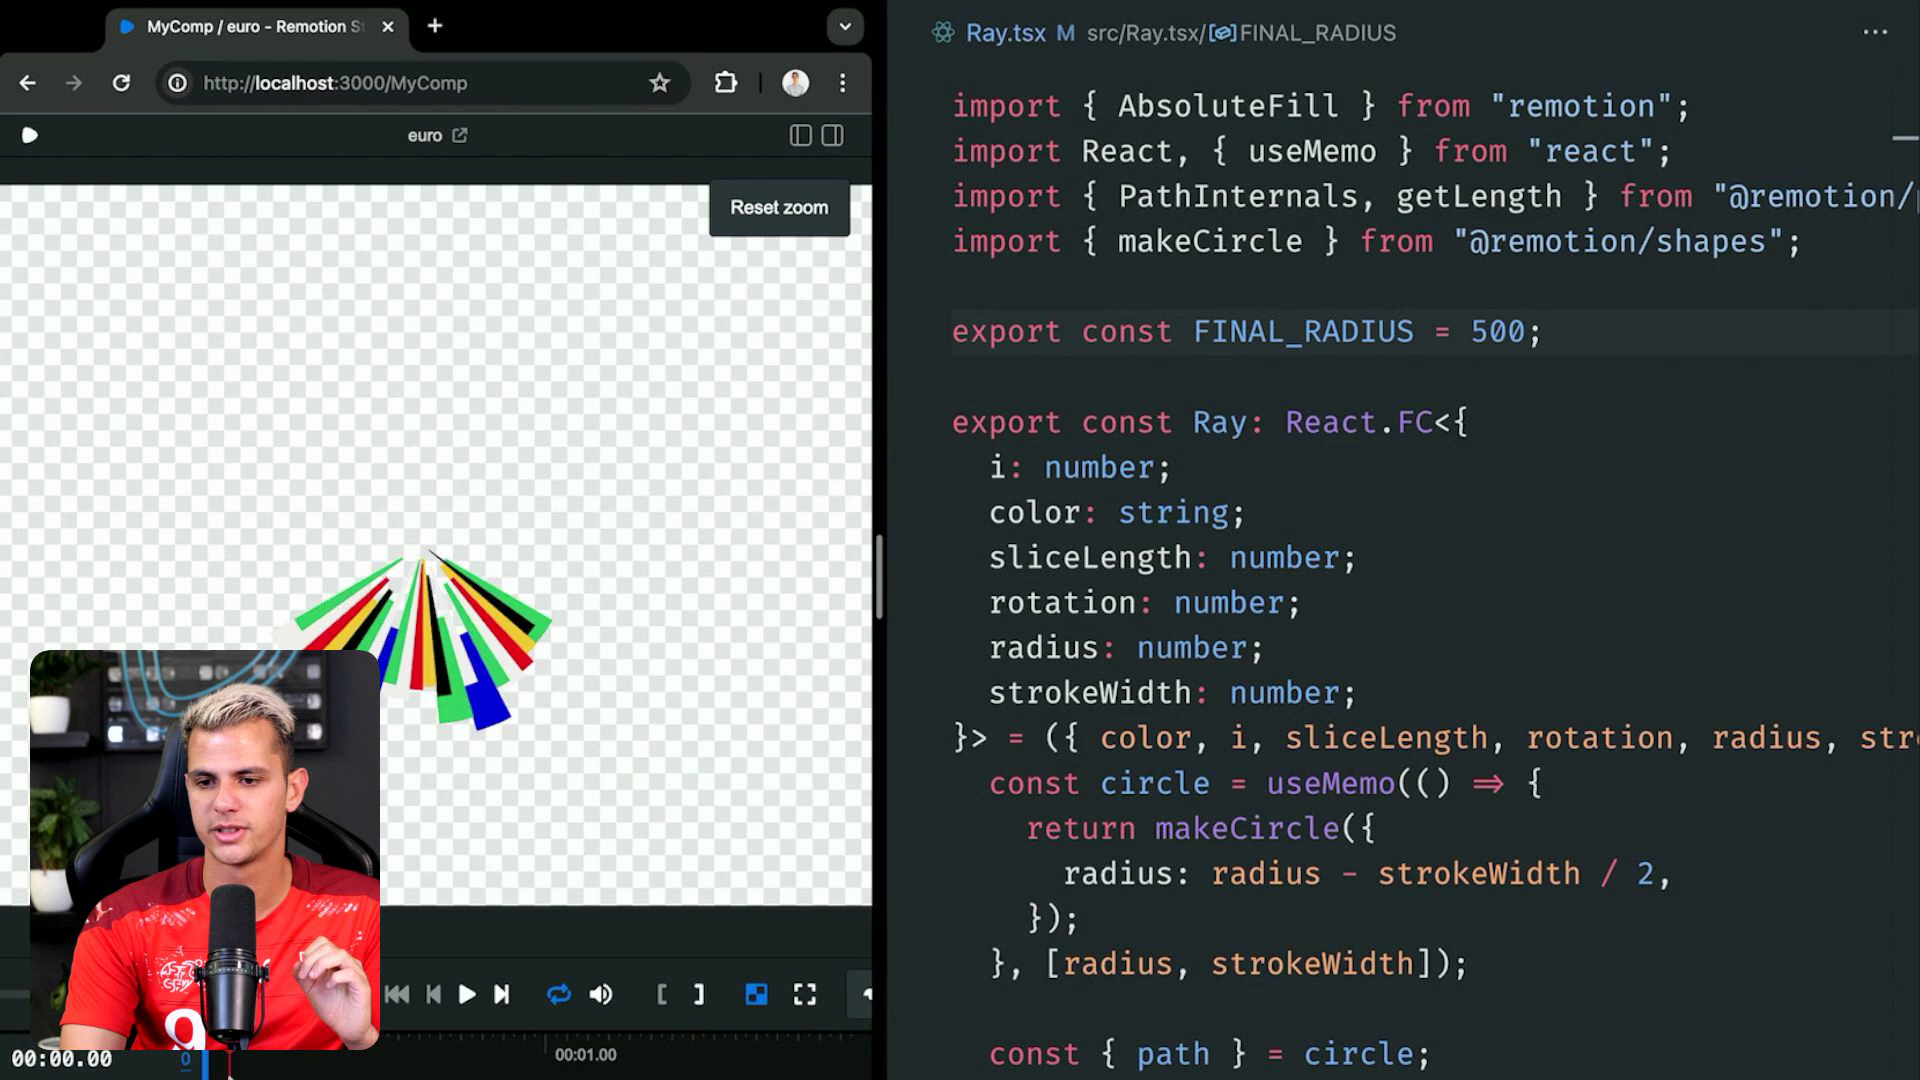 MyComp / euro - Remotion St
http://localhost:3000/MyComp
euro
Reset zoom
00:00.00
0
00:01.00
9
Ray.tsx M src/Ray.tsx/FINAL_RADIUS
import { AbsoluteFill } from "remotion";
import React, { useMemo } from "react";
import { PathInternals, getLength } from "@remotion/
import { makeCircle } from "@remotion/shapes";
export const FINAL_RADIUS = 500;
export const Ray: React.FC<{
i: number;
color: string;
sliceLength: number;
rotation: number;
radius: number;
strokeWidth: number;
}> = ({ color, i, sliceLength, rotation, radius, str
const circle = useMemo(() => {
return makeCircle({
radius: radius - strokeWidth / 2,
});
}, [radius, strokeWidth]);
const { path } = circle;